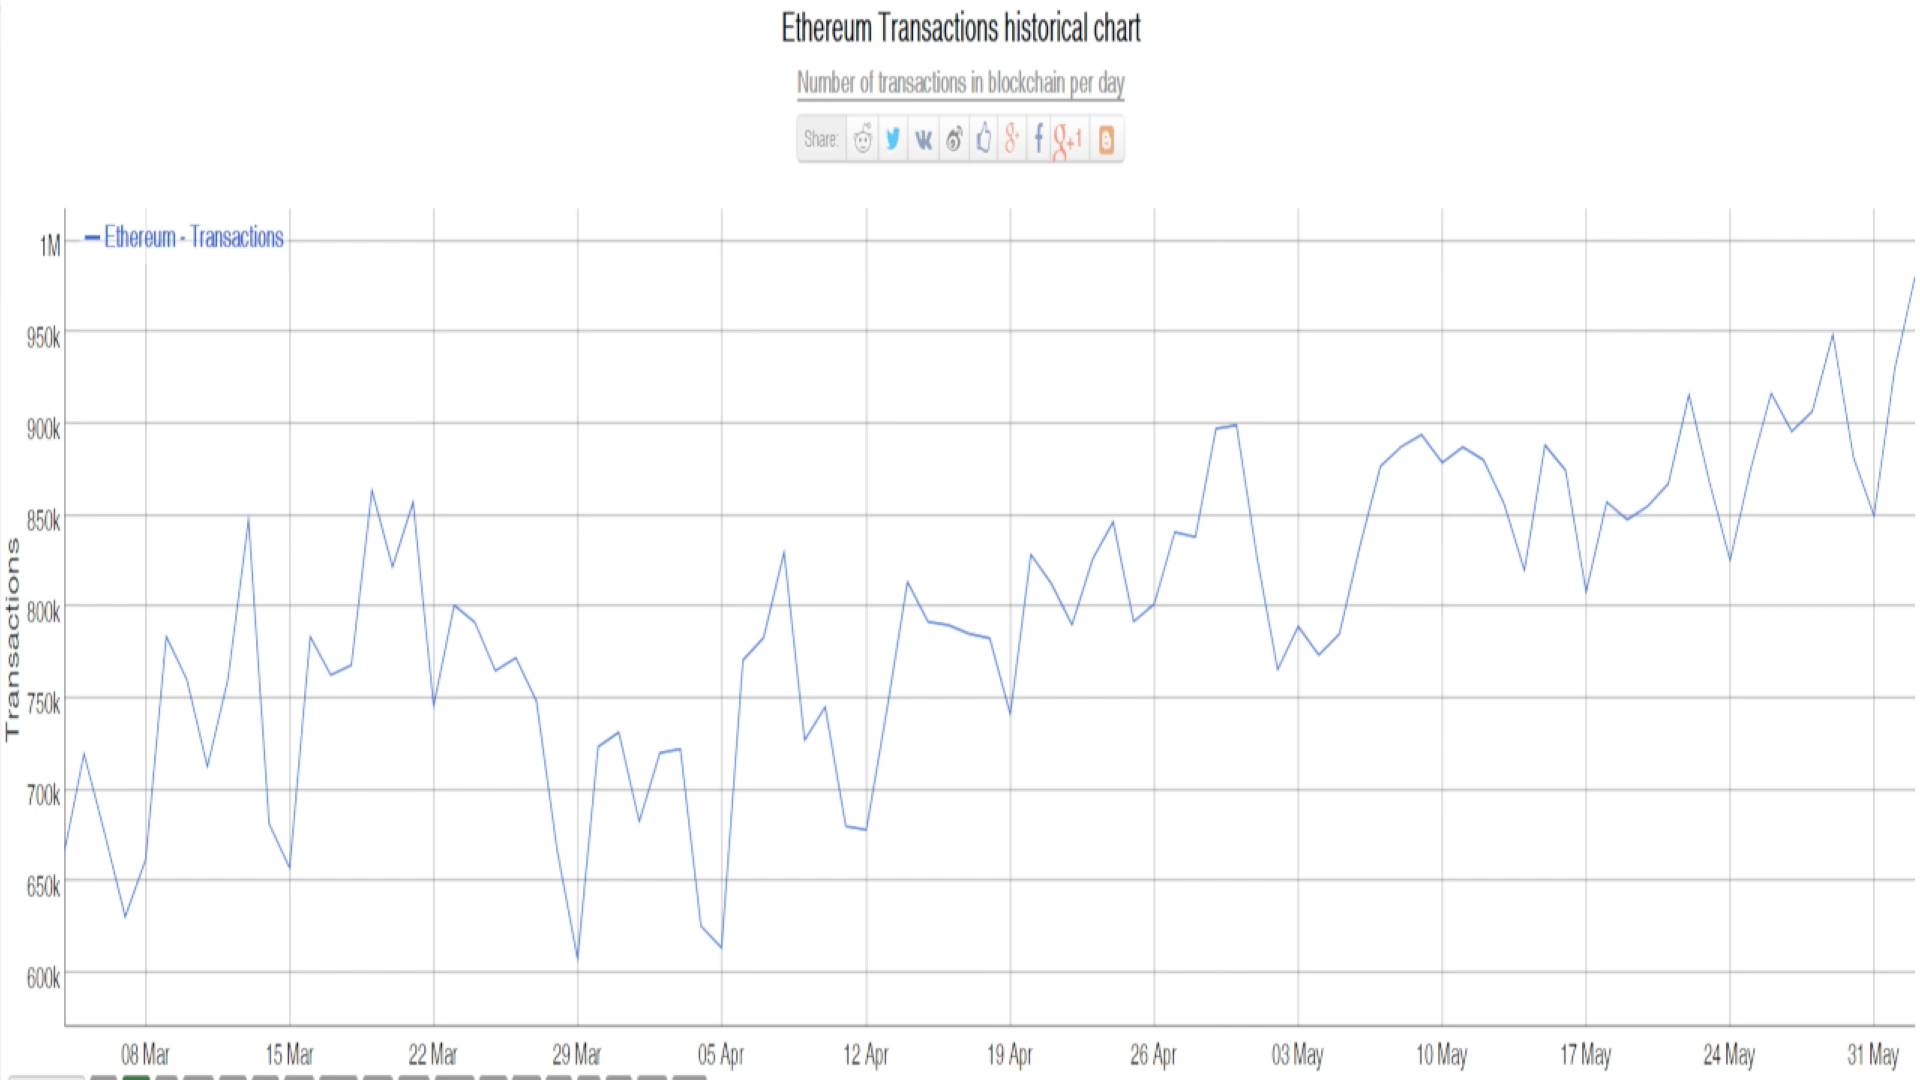 Ethereum Transactions historical chart
Number of transactions in blockchain per day
Share: g+ f g+1
Ethereum - Transactions
1M
950k
900k
850k
800k
750k
700k
650k
600k
Transactions
08 Mar 15 Mar 22 Mar 29 Mar 05 Apr 12 Apr 19 Apr 26 Apr 03 May 10 May 17 May 24 May 31 May